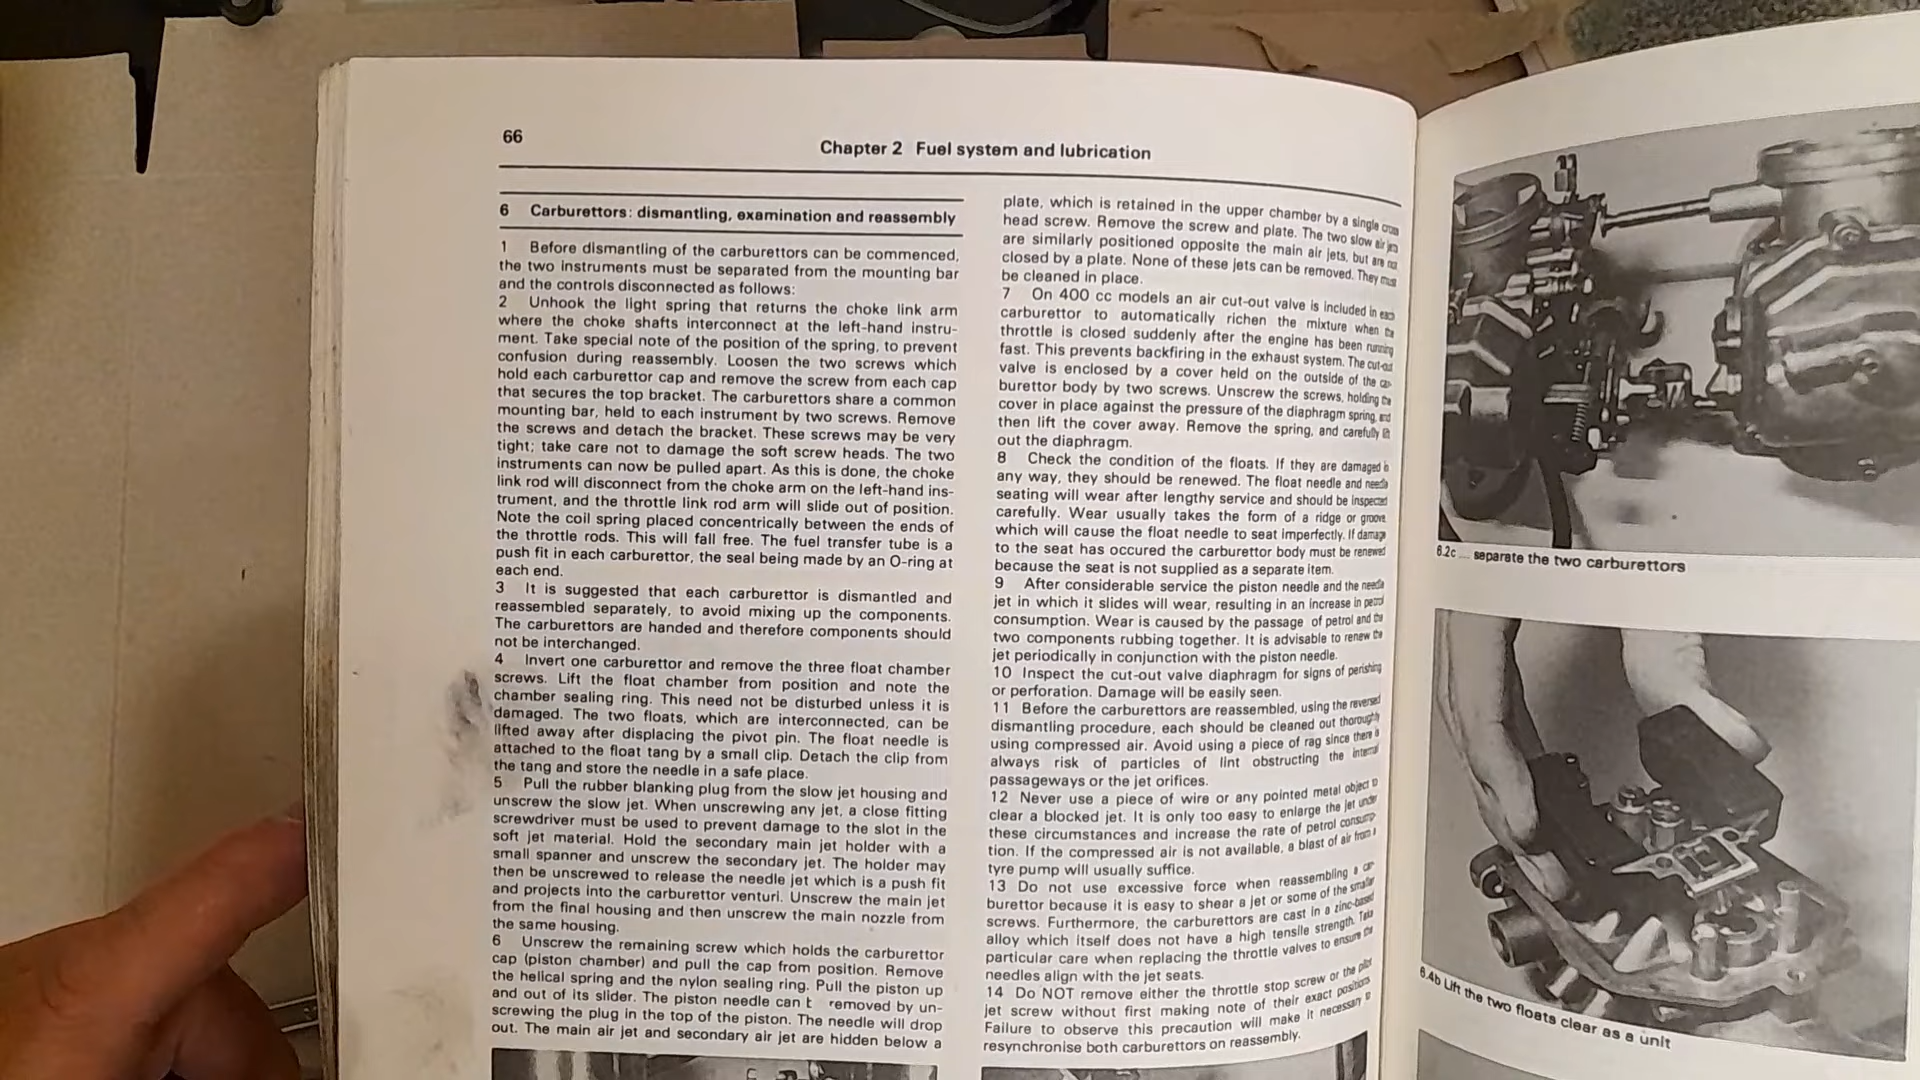 66
Chapter 2 Fuel system and lubrication
6 Carburettors: dismantling, examination and reassembly
1 Before dismantling of the carburettors can be commenced,
the two instruments must be separated from the mounting bar
and the controls disconnected as follows:
2 Unhook the light spring that returns the choke link arm
where the choke shafts interconnect at the left-hand instru-
ment. Take special note of the position of the spring, to prevent
confusion during reassembly. Loosen the two screws which
hold each carburettor cap and remove the screw from each cap
that secures the top bracket. The carburettors share a common
mounting bar, held to each instrument by two screws. Remove
the screws and detach the bracket. These screws may be very
tight; take care not to damage the soft screw heads. The two
instruments can now be pulled apart. As this is done, the choke
link rod will disconnect from the choke arm on the left-hand ins-
trument, and the throttle link rod arm will slide out of position.
Note the coil spring placed concentrically between the ends of
the throttle rods. This will fall free. The fuel transfer tube is a
push fit in each carburettor, the seal being made by an O-ring at
each end.
3 It is suggested that each carburettor is dismantled and
reassembled separately, to avoid mixing up the components.
The carburettors are handed and therefore components should
not be interchanged.
4 Invert one carburettor and remove the three float chamber
screws. Lift the float chamber from position and note the
chamber sealing ring. This need not be disturbed unless it is
damaged. The two floats, which are interconnected, can be
lifted away after displacing the pivot pin. The float needle is
attached to the float tang by a small clip. Detach the clip from
the tang and store the needle in a safe place.
5 Pull the rubber blanking plug from the slow jet housing and
unscrew the slow jet. When unscrewing any jet, a close fitting
screwdriver must be used to prevent damage to the slot in the
soft jet material. Hold the secondary main jet holder with a
small spanner and unscrew the secondary jet. The holder may
then be unscrewed to release the needle jet which is a push fit
and projects into the carburettor venturi. Unscrew the main jet
from the final housing and then unscrew the main nozzle from
the same housing.
6 Unscrew the remaining screw which holds the carburettor
cap (piston chamber) and pull the cap from position. Remove
the helical spring and the nylon sealing ring. Pull the piston up
and out of its slider. The piston needle can t removed by un-
screwing the plug in the top of the piston. The needle will drop
out. The main air jet and secondary air jet are hidden below a
plate, which is retained in the upper chamber by a single cross
head screw. Remove the screw and plate. The two slow air jets
are similarly positioned opposite the main air jets, but are not
closed by a plate. None of these jets can be removed. They must
be cleaned in place.
7 On 400 cc models an air cut-out valve is included in each
carburettor to automatically richen the mixture when the
throttle is closed suddenly after the engine has been running
fast. This prevents backfiring in the exhaust system. The cut-out
valve is enclosed by a cover held on the outside of the car-
burettor body by two screws. Unscrew the screws, holding the
cover in place against the pressure of the diaphragm spring, and
then lift the cover away. Remove the spring, and carefully lift
out the diaphragm.
8 Check the condition of the floats. If they are damaged in
any way, they should be renewed. The float needle and needle
seating will wear after lengthy service and should be inspected
carefully. Wear usually takes the form of a ridge or groove,
which will cause the float needle to seat imperfectly. If damage
to the seat has occured the carburettor body must be renewed
because the seat is not supplied as a separate item.
9 After considerable service the piston needle and the needle
jet in which it slides will wear, resulting in an increase in petrol
consumption. Wear is caused by the passage of petrol and the
two components rubbing together. It is advisable to renew the
jet periodically in conjunction with the piston needle.
10 Inspect the cut-out valve diaphragm for signs of perishing
or perforation. Damage will be easily seen.
11 Before the carburettors are reassembled, using the reversed
dismantling procedure, each should be cleaned out thoroughly
using compressed air. Avoid using a piece of rag since there is
always risk of particles of lint obstructing the internal
passageways or the jet orifices.
12 Never use a piece of wire or any pointed metal object to
clear a blocked jet. It is only too easy to enlarge the jet under
these circumstances and increase the rate of petrol consump-
tion. If the compressed air is not available, a blast of air from a
tyre pump will usually suffice.
13 Do not use excessive force when reassembling a car-
burettor because it is easy to shear a jet or some of the smaller
screws. Furthermore, the carburettors are cast in a zinc-based
alloy which itself does not have a high tensile strength. Take
particular care when replacing the throttle valves to ensure the
needles align with the jet seats.
14 Do NOT remove either the throttle stop screw or the pilot
jet screw without first making note of their exact positions.
Failure to observe this precaution will make it necessary to
resynchronise both carburettors on reassembly.
6.2c .... separate the two carburettors
6.4b Lift the two floats clear as a unit